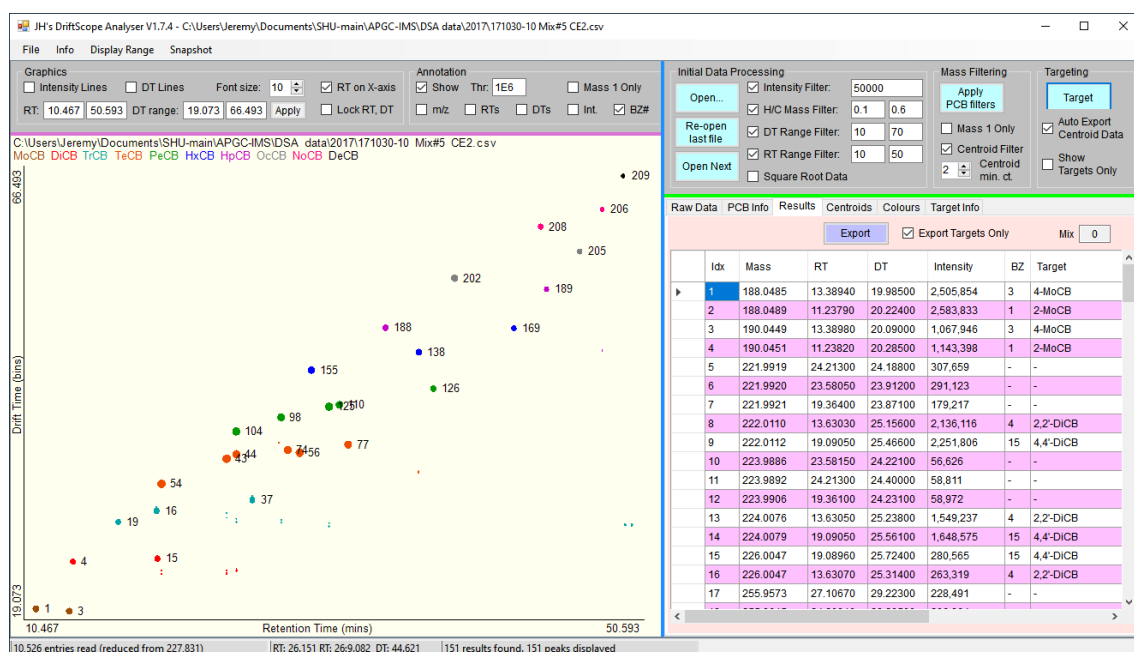 JH's DriftScope Analyser V1.7.4 - C:\Users\Jeremy\Documents\SHU-main\APGC-IMS\DSA data\2017\171030-10 Mix#5 CE2.csv
File Info Display Range Snapshot
Graphics
Intensity Lines DT Lines Font size: 10 RT on X-axis
RT: 10.467 50.593 DT range: 19.073 66.493 Apply Lock RT, DT
Annotation
Show Thr: 1E6 Mass 1 Only
m/z RTs DTs Int. BZ#
Initial Data Processing
Open... Intensity Filter: 50000
H/C Mass Filter: 0.1 0.6
Re-open last file DT Range Filter: 10 70
RT Range Filter: 10 50
Open Next Square Root Data
Mass Filtering
Apply
PCB filters
Mass 1 Only
Centroid Filter
2 Centroid
min. ct.
Targeting
Target
Auto Export
Centroid Data
Show
Targets Only
C:\Users\Jeremy\Documents\SHU-main\APGC-IMS\DSA data\2017\171030-10 Mix#5 CE2.csv
MoCB DiCB TrCB TeCB PeCB HxCB HpCB OcCB NoCB DeCB
66.493
Drift Time (bins)
19.073
209
206
208
205
202
189
188
169
138
155
126
110
125
98
104
77
74
56
44
43
54
37
16
19
15
4
1
3
10.467 Retention Time (mins) 50.593
Raw Data PCB Info Results Centroids Colours Target Info
Export Export Targets Only Mix 0
Idx Mass RT DT Intensity BZ Target
1 188.0485 13.38940 19.98500 2,505,854 3 4-MoCB
2 188.0489 11.23790 20.22400 2,583,833 1 2-MoCB
3 190.0449 13.38980 20.09000 1,067,946 3 4-MoCB
4 190.0451 11.23820 20.28500 1,143,398 1 2-MoCB
5 221.9919 24.21300 24.18800 307,659 - -
6 221.9920 23.58050 23.91200 291,123 - -
7 221.9921 19.36400 23.87100 179,217 - -
8 222.0110 13.63030 25.15600 2,136,116 4 2,2'-DiCB
9 222.0112 19.09050 25.46600 2,251,806 15 4,4'-DiCB
10 223.9886 23.58150 24.22100 56,626 - -
11 223.9892 24.21300 24.40000 58,811 - -
12 223.9906 19.36100 24.23100 58,972 - -
13 224.0076 13.63050 25.23800 1,549,237 4 2,2'-DiCB
14 224.0079 19.09050 25.56100 1,648,575 15 4,4'-DiCB
15 226.0047 19.08960 25.72400 280,565 15 4,4'-DiCB
16 226.0047 13.63070 25.31400 263,319 4 2,2'-DiCB
17 255.9573 27.10670 29.22300 228,491 - -
10,526 entries read (reduced from 227,831) RT: 26.151 RT: 26:9.082 DT: 44.621 151 results found, 151 peaks displayed